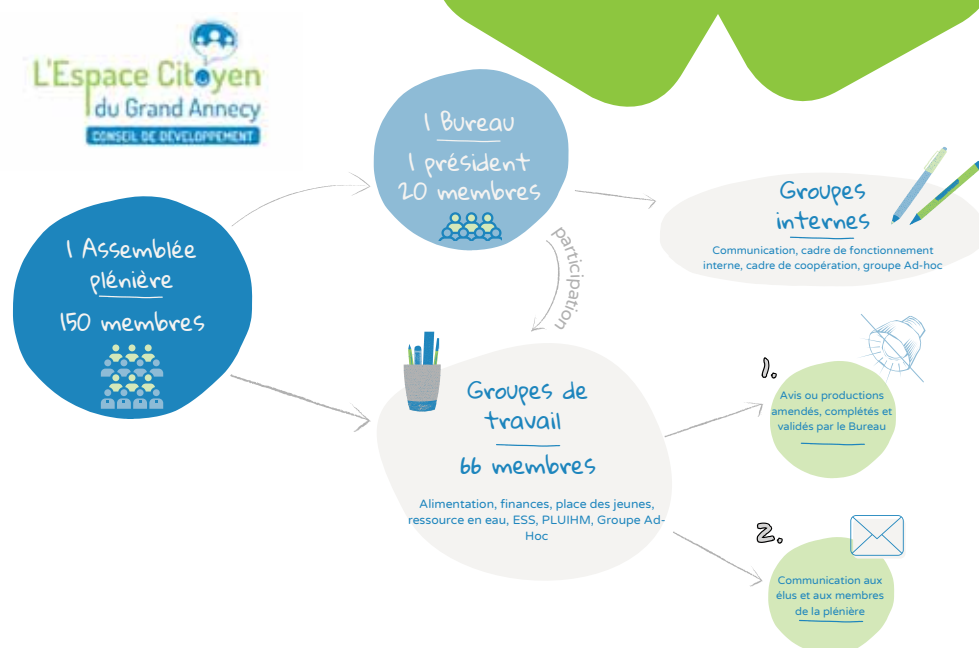 L'Espace Citoyen
du Grand Annecy
CONSEIL DE DÉVELOPPEMENT
1 Bureau
1 président
20 membres
1 Assemblée
plénière
150 membres
participation
Groupes
internes
Communication, cadre de fonctionnement
interne, cadre de coopération, groupe Ad-hoc
Groupes de
travail
66 membres
Alimentation, finances, place des jeunes,
ressource en eau, ESS, PLUIHM, Groupe Ad-
Hoc
1.
Avis ou productions
amendés, complétés et
validés par le Bureau
2.
Communication aux
élus et aux membres
de la plénière